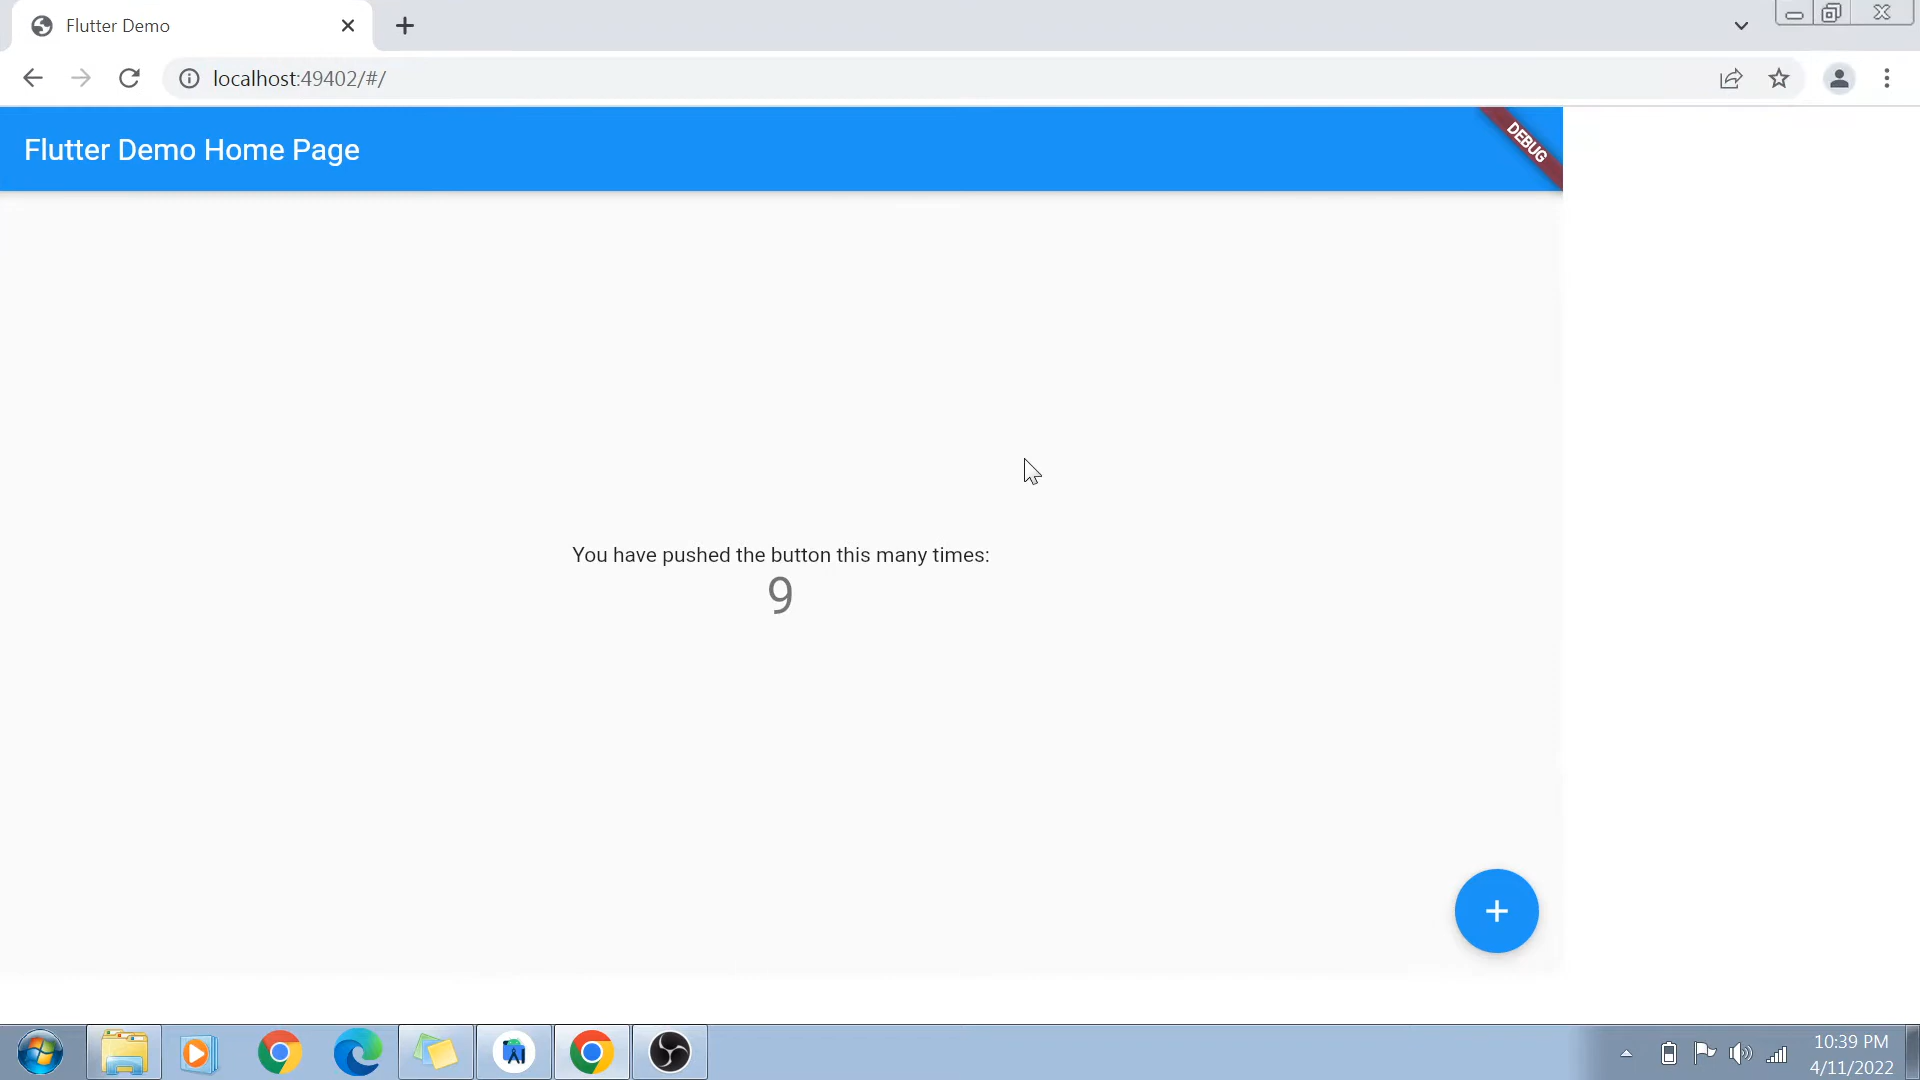 Flutter Demo
localhost:49402/#/
Flutter Demo Home Page
DEBUG
You have pushed the button this many times:
9
10:39 PM
4/11/2022